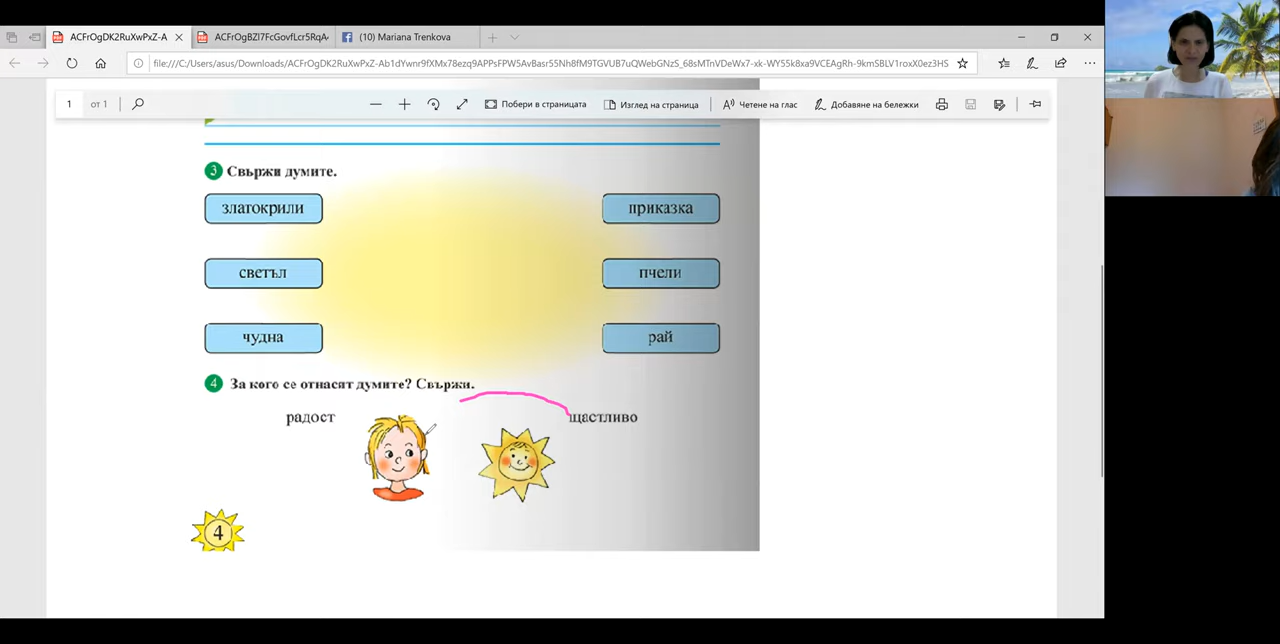 ACFrOgDK2RuXwPxZ-A
ACFrOgBZl7FcGovfLcr5RqA
(10) Mariana Trenkova
file:///C:/Users/asus/Downloads/ACFrOgDK2RuXwPxZ-Ab1dYwnr9fXMx78ezq9APPsFPW5AvBasr55Nh8fM9TGVUB7uQWebGNzS_68sMTnVDeWx7-xk-WYS5k8xa9VCEAgRh-9kmSBLV1roxX0ez3HS
1 от 1 Побери в страницата Изглед на страница Четене на глас Добавяне на бележки
3 Свържи думите.
златокрили приказка
светъл пчели
чудна рай
4 За кого се отнасят думите? Свържи.
радост щастливо
4